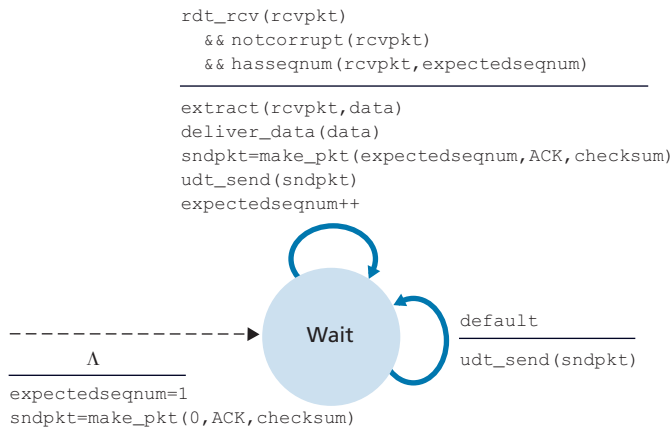 rdt_rcv(rcvpkt)
&& notcorrupt(rcvpkt)
&& hasseqnum(rcvpkt,expectedseqnum)
extract(rcvpkt,data)
deliver_data(data)
sndpkt=make_pkt(expectedseqnum,ACK,checksum)
udt_send(sndpkt)
expectedseqnum++
Wait
default
udt_send(sndpkt)
Λ
expectedseqnum=1
sndpkt=make_pkt(0,ACK,checksum)